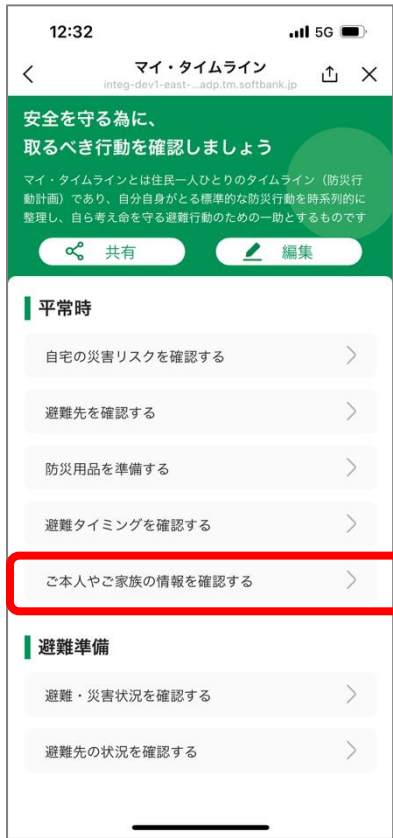 12:32
5G
マイ・タイムライン
integ-dev1-east-...adp.tm.softbank.jp
安全を守る為に、
取るべき行動を確認しましょう
マイ・タイムラインとは住民一人ひとりのタイムライン（防災行
動計画）であり、自分自身がとる標準的な防災行動を時系列的に
整理し、自ら考え命を守る避難行動のための一助とするものです
共有
編集
平常時
自宅の災害リスクを確認する
避難先を確認する
防災用品を準備する
避難タイミングを確認する
ご本人やご家族の情報を確認する
避難準備
避難・災害状況を確認する
避難先の状況を確認する